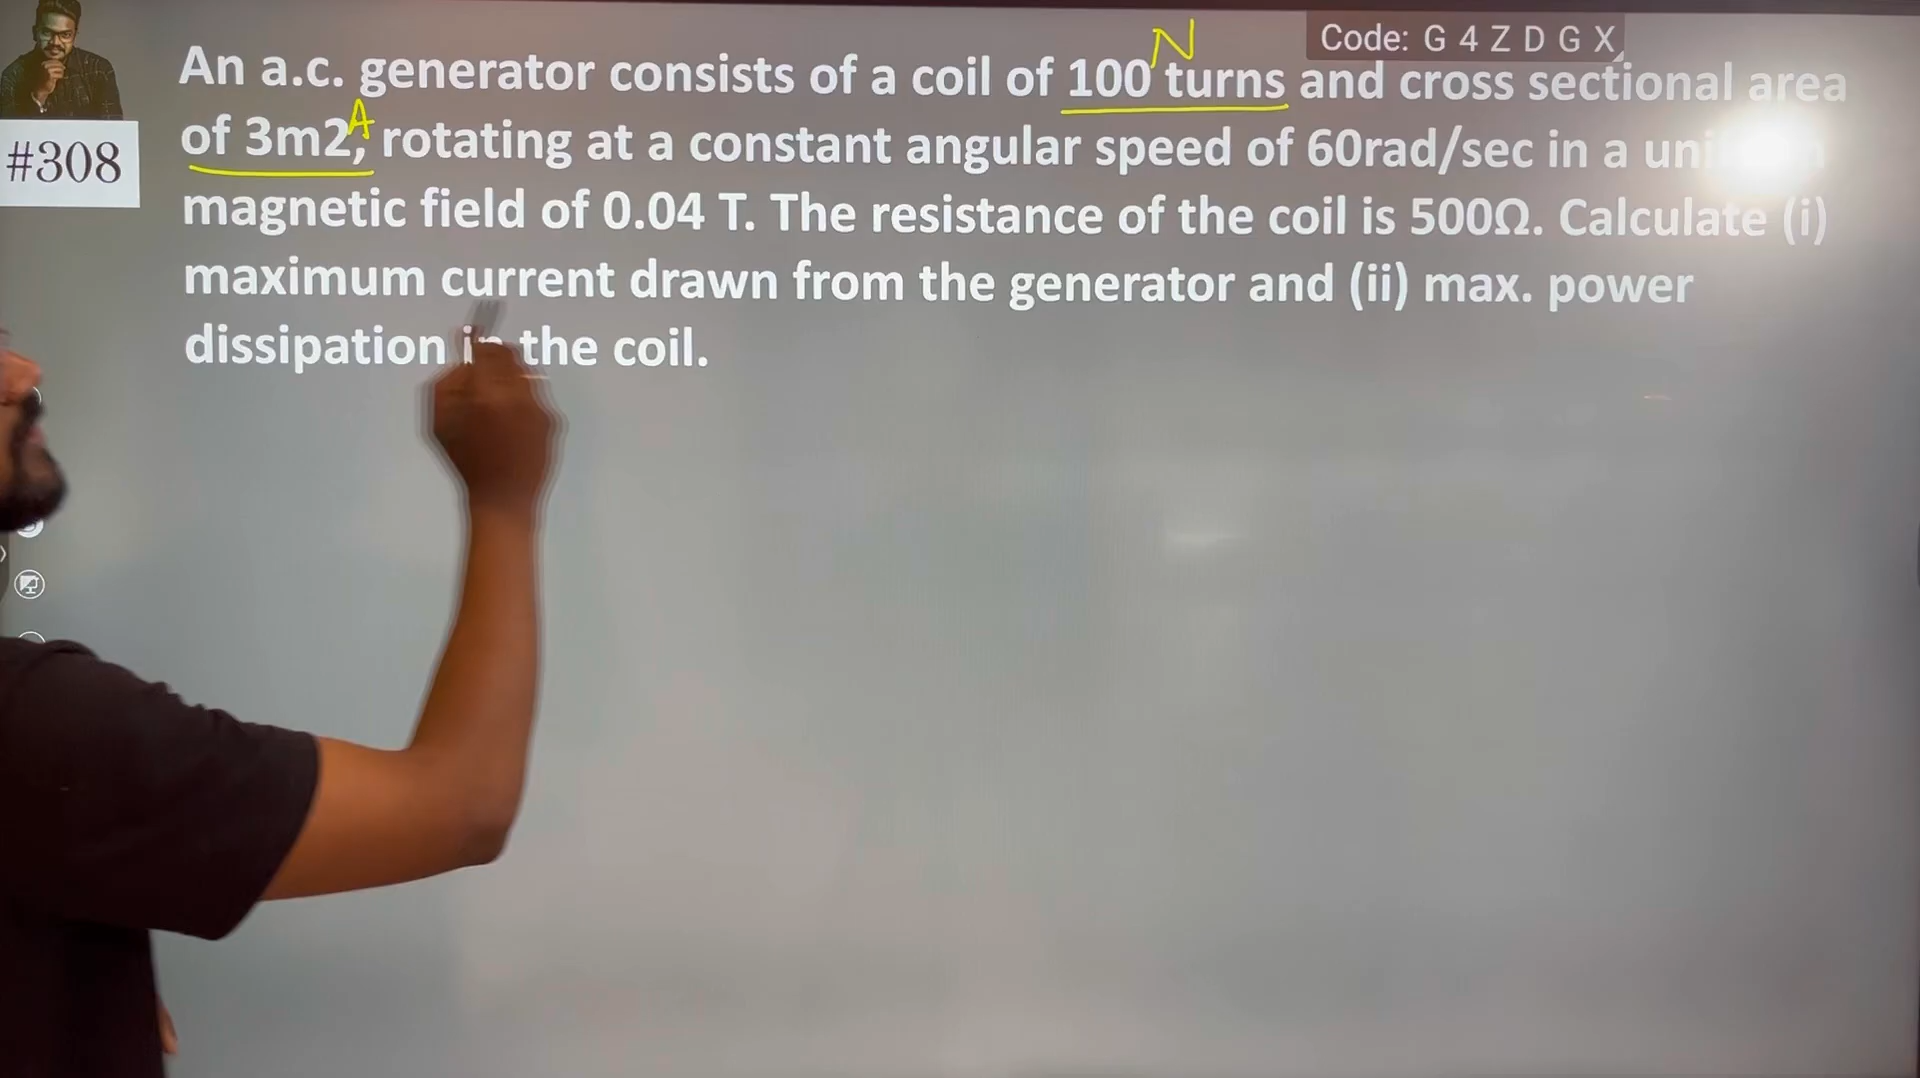 N
Code: G 4 Z D G X
An a.c. generator consists of a coil of 100 turns and cross sectional area
A
of 3m2, rotating at a constant angular speed of 60rad/sec in a
#308
magnetic field of 0.04 T. The resistance of the coil is 500Ω. Calculate (i)
maximum current drawn from the generator and (ii) max. power
dissipation the coil.